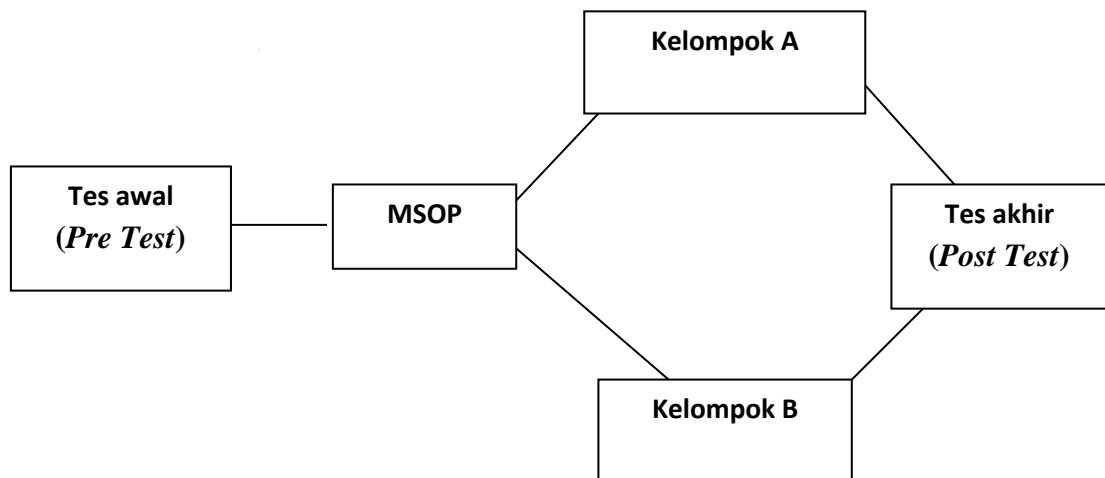 Kelompok A
Tes awal
(Pre Test)
MSOP
Tes akhir
(Post Test)
Kelompok B